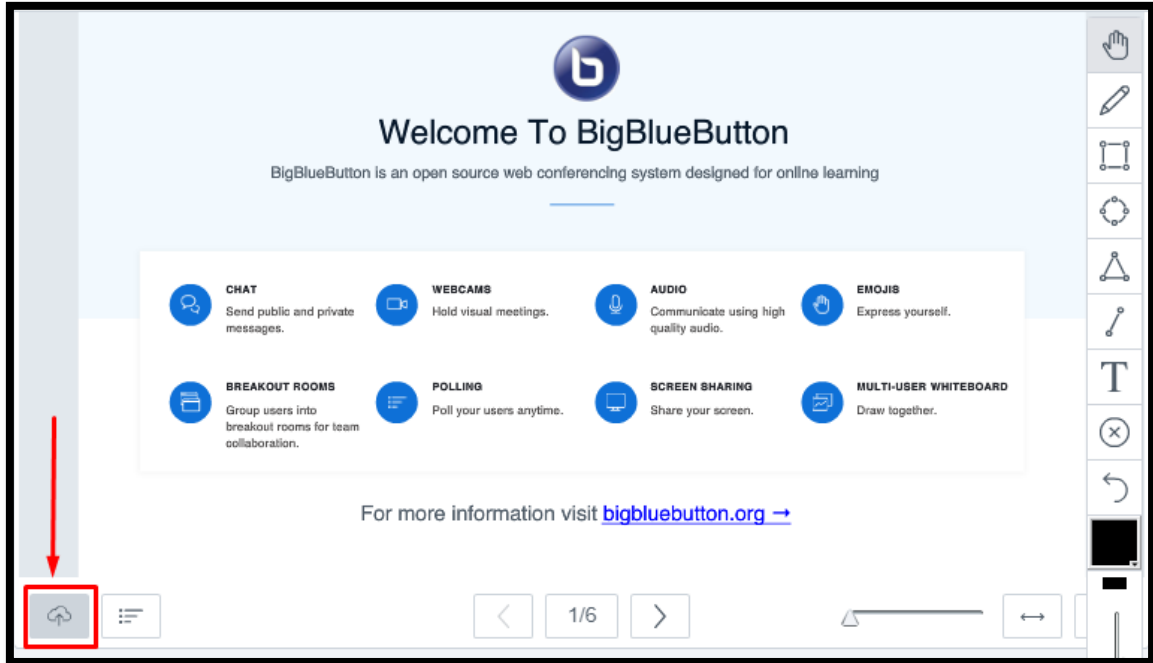 Welcome To BigBlueButton
BigBlueButton is an open source web conferencing system designed for online learning
CHAT
Send public and private
messages.
WEBCAMS
Hold visual meetings.
AUDIO
Communicate using high
quality audio.
EMOJIS
Express yourself.
BREAKOUT ROOMS
Group users into
breakout rooms for team
collaboration.
POLLING
Poll your users anytime.
SCREEN SHARING
Share your screen.
MULTI-USER WHITEBOARD
Draw together.
For more information visit bigbluebutton.org →
1/6
T